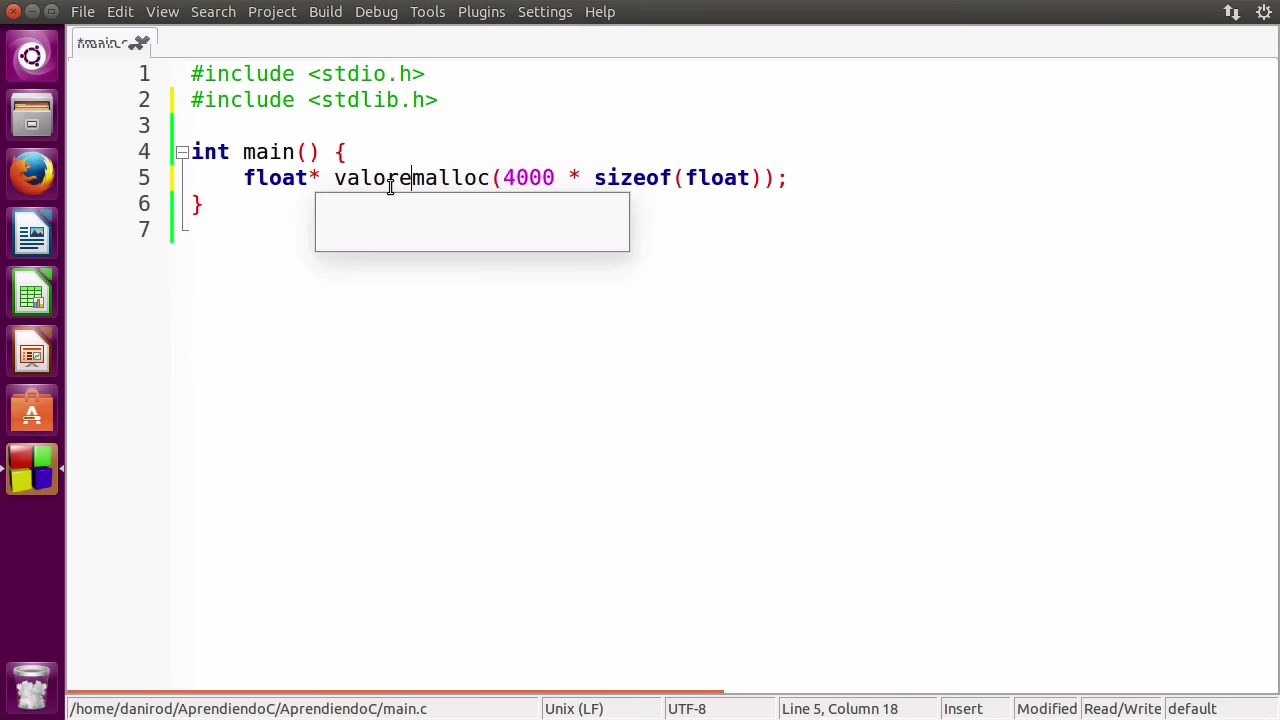 File Edit View Search Project Build Debug Tools Plugins Settings Help
*main.c
1 #include <stdio.h>
2 #include <stdlib.h>
3
4 int main() {
5 float* valoremalloc(4000 * sizeof(float));
6 }
7
/home/danirod/AprendiendoC/AprendiendoC/main.c Unix (LF) UTF-8 Line 5, Column 18 Insert Modified Read/Write default